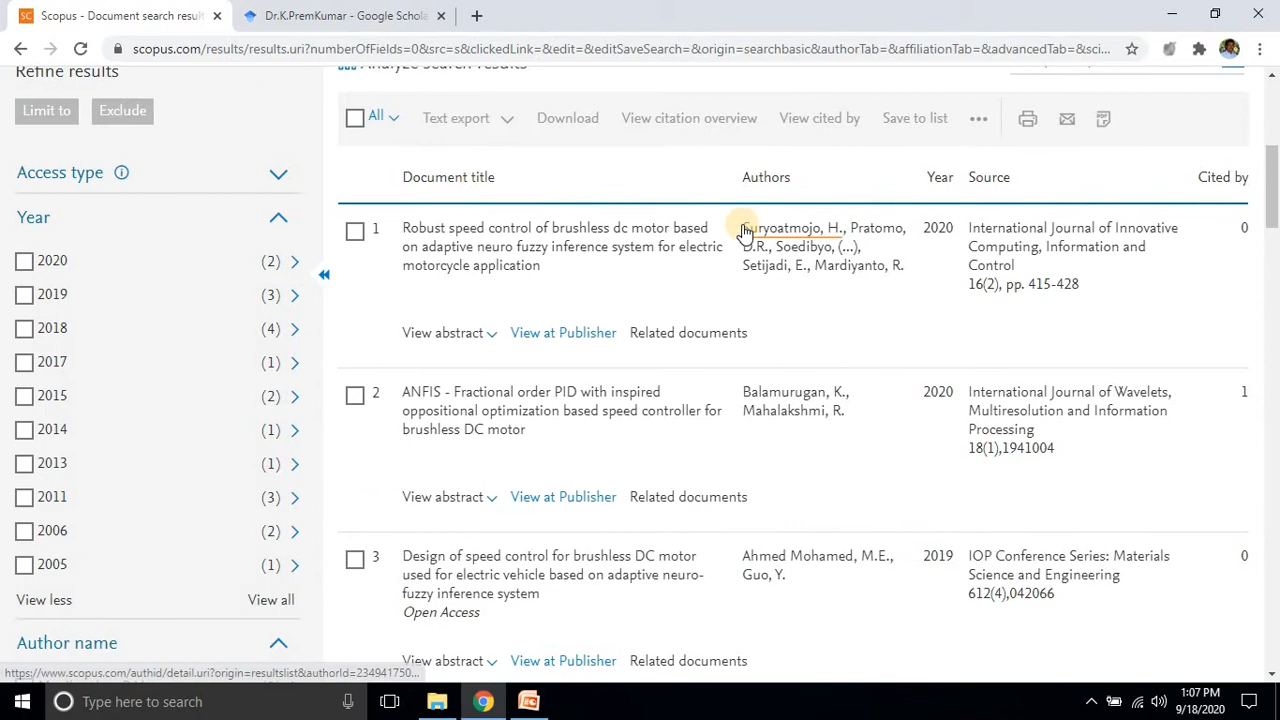 Scopus - Document search result
Dr.K.PremKumar - Google Schola
scopus.com/results/results.uri?numberOfFields=0&src=s&clickedLink=&edit=&editSaveSearch=&origin=searchbasic&authorTab=&affiliationTab=&advancedTab=&sci...
Refine results
Analyze search results
Limit to
Exclude
All
Text export
Download
View citation overview
View cited by
Save to list
•••
PDF
Access type
Year
2020 (2)
2019 (3)
2018 (4)
2017 (1)
2015 (2)
2014 (1)
2013 (1)
2011 (3)
2006 (2)
2005 (1)
View less
View all
Author name
Document title
Authors
Year
Source
Cited by
1
Robust speed control of brushless dc motor based
on adaptive neuro fuzzy inference system for electric
motorcycle application
Suryoatmojo, H., Pratomo,
D.R., Soedibyo, (...),
Setijadi, E., Mardiyanto, R.
2020
International Journal of Innovative
Computing, Information and
Control
16(2), pp. 415-428
0
View abstract
View at Publisher
Related documents
2
ANFIS - Fractional order PID with inspired
oppositional optimization based speed controller for
brushless DC motor
Balamurugan, K.,
Mahalakshmi, R.
2020
International Journal of Wavelets,
Multiresolution and Information
Processing
18(1),1941004
1
View abstract
View at Publisher
Related documents
3
Design of speed control for brushless DC motor
used for electric vehicle based on adaptive neuro-
fuzzy inference system
Open Access
Ahmed Mohamed, M.E.,
Guo, Y.
2019
IOP Conference Series: Materials
Science and Engineering
612(4),042066
0
View abstract
View at Publisher
Related documents
https://www.scopus.com/authid/detail.uri?origin=resultslist&authorId=234941750...
Type here to search
1:07 PM
9/18/2020